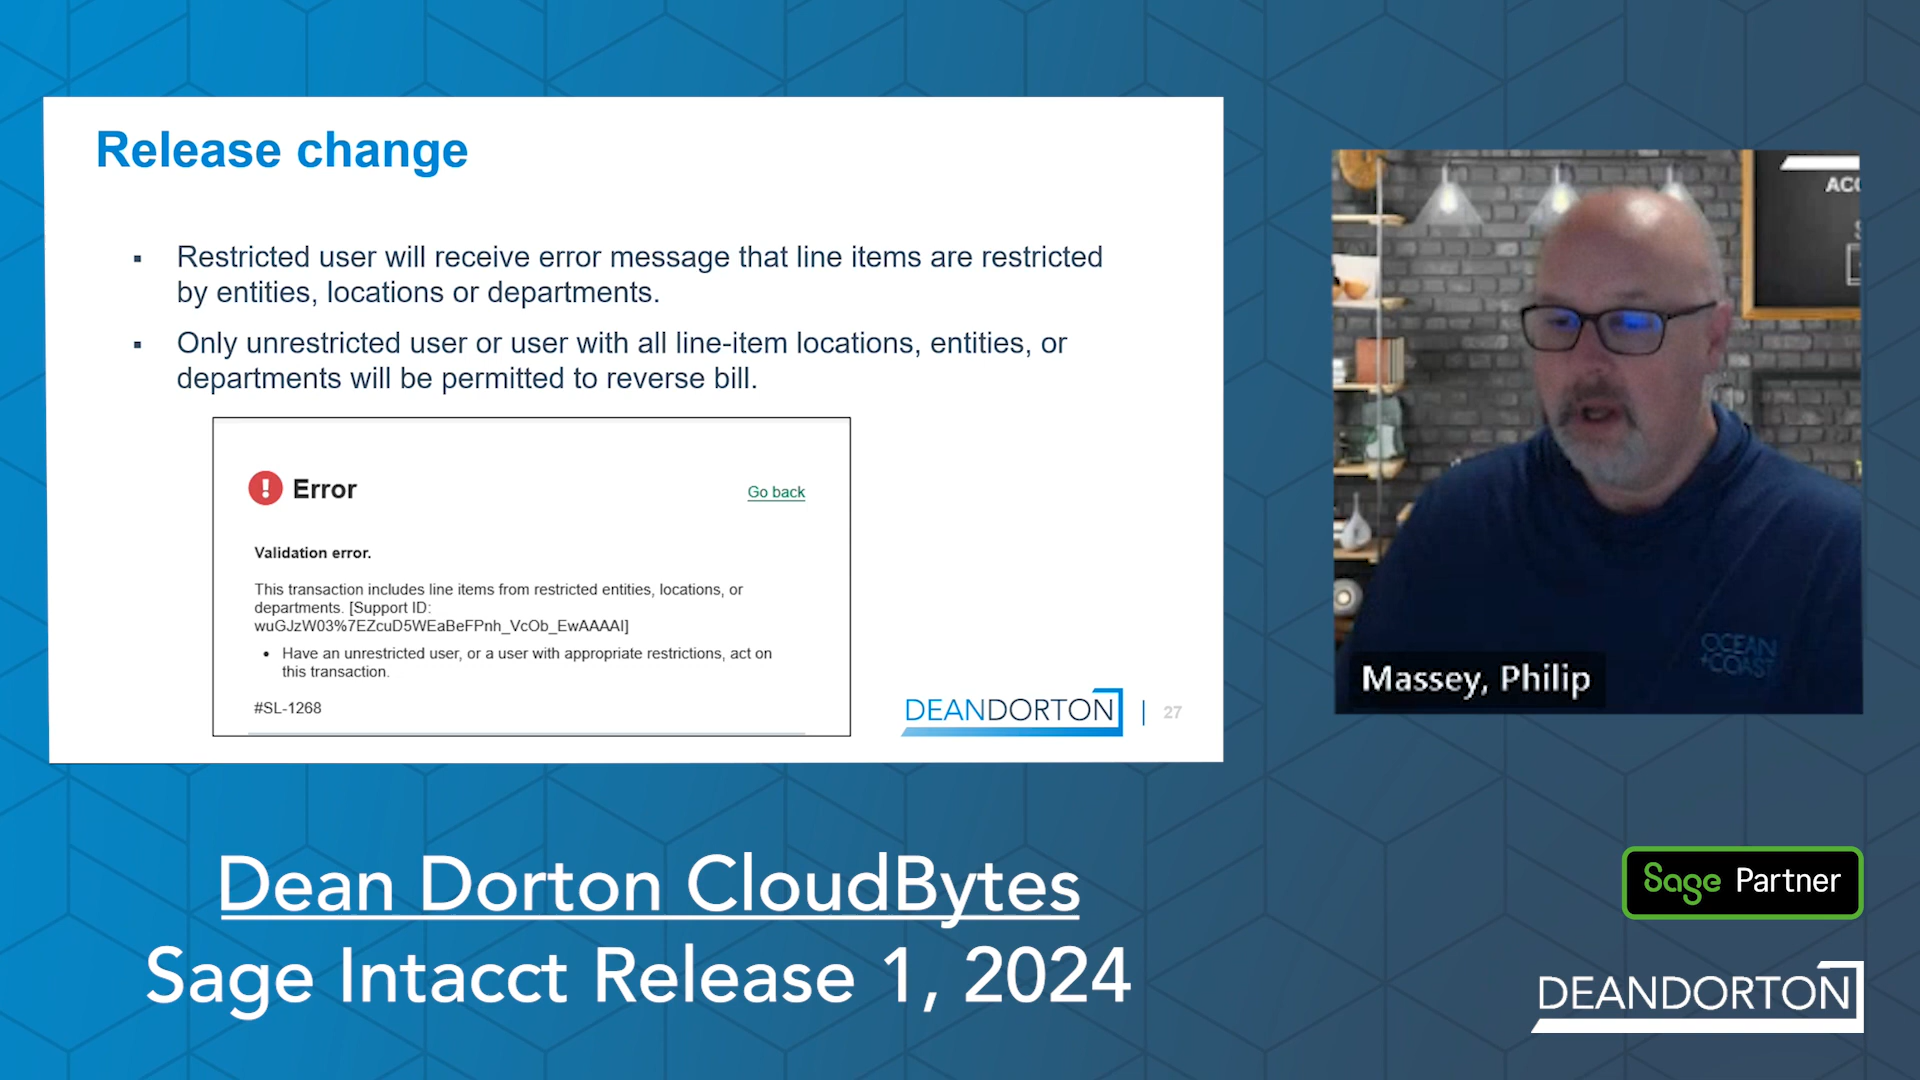 Release change
▪ Restricted user will receive error message that line items are restricted
by entities, locations or departments.
▪ Only unrestricted user or user with all line-item locations, entities, or
departments will be permitted to reverse bill.
Error
Go back
Validation error.
This transaction includes line items from restricted entities, locations, or
departments. [Support ID:
wuGJzW03%7EZcuD5WEaBeFPnh_VcOb_EwAAAAI]
• Have an unrestricted user, or a user with appropriate restrictions, act on
this transaction.
#SL-1268
DEANDORTON | 27
OCEAN
+COAST
Massey, Philip
Dean Dorton CloudBytes
Sage Intacct Release 1, 2024
Sage Partner
DEANDORTON